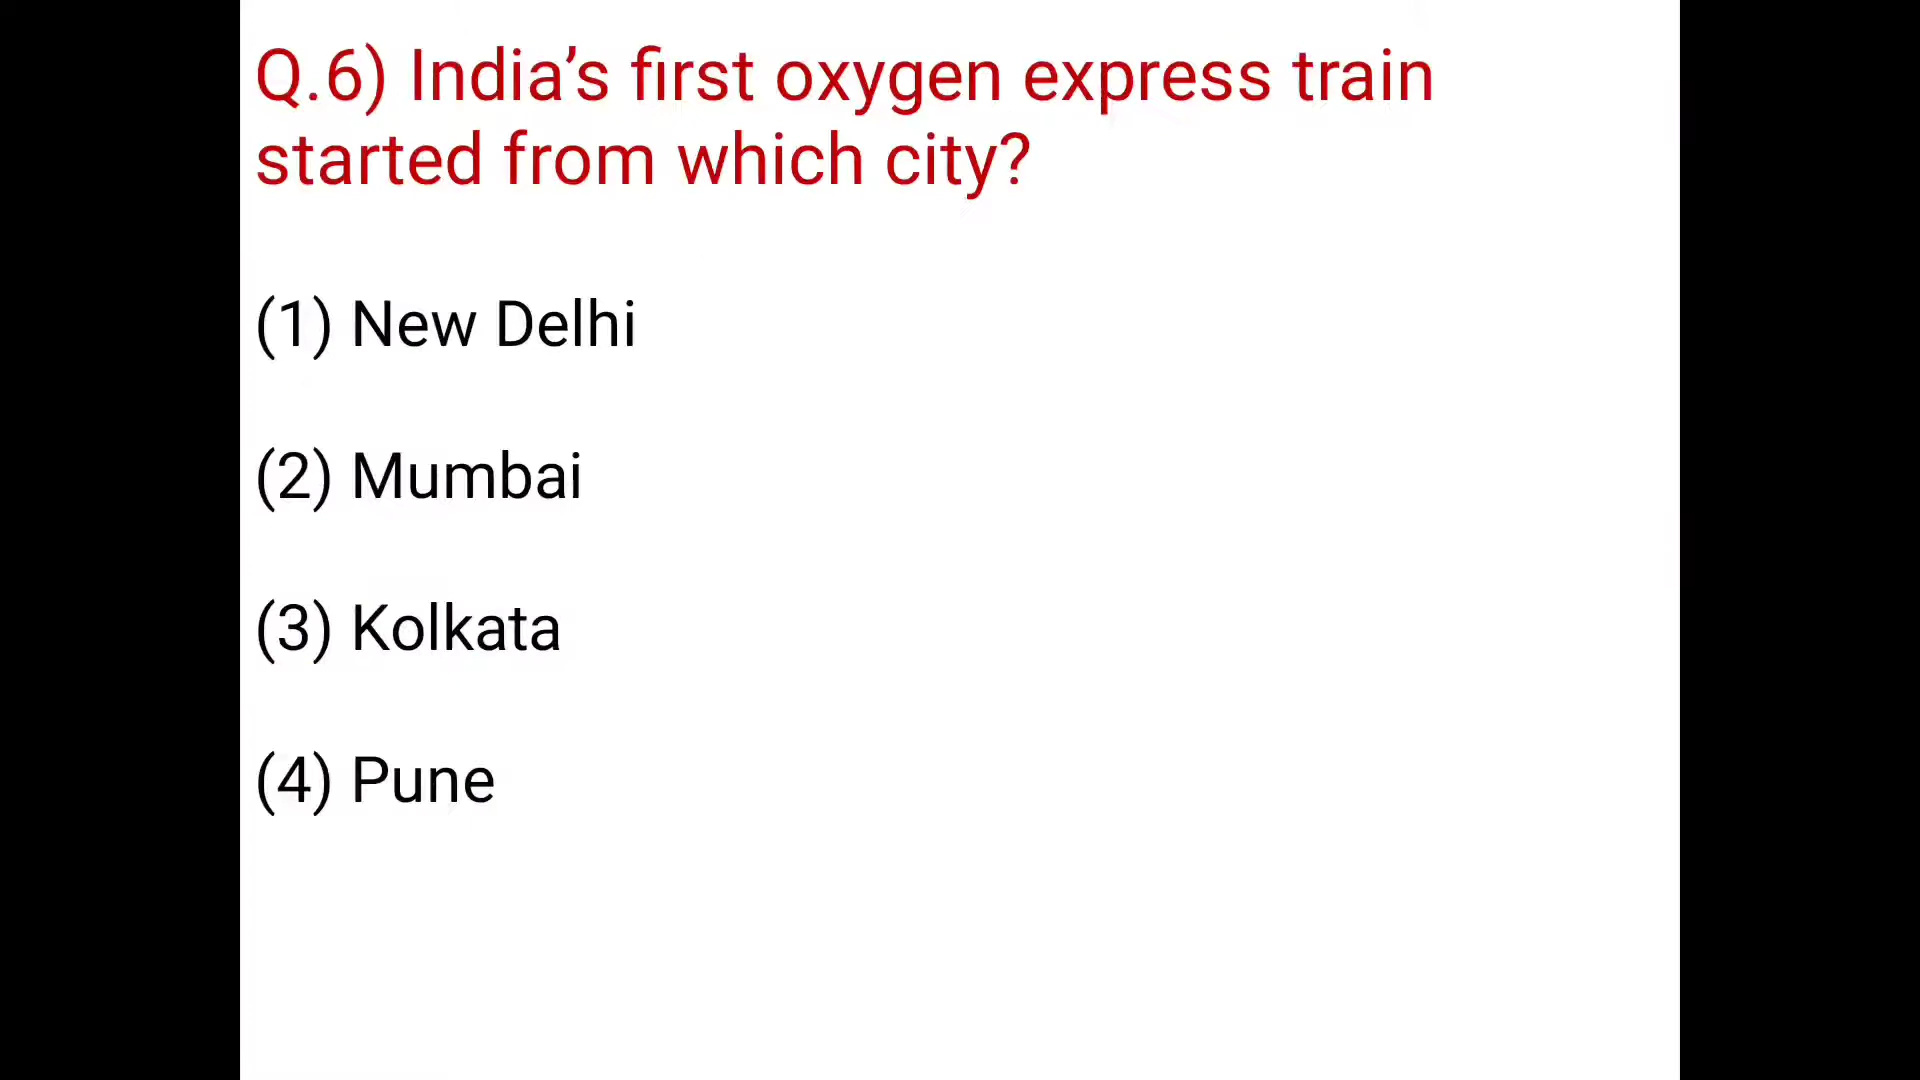 Q.6) India’s first oxygen express train
started from which city?
(1) New Delhi
(2) Mumbai
(3) Kolkata
(4) Pune